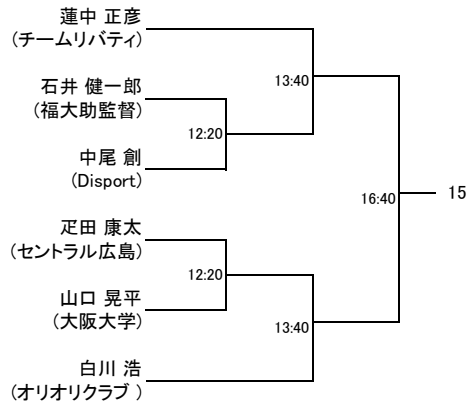 蓮中 正彦
(チームリバティ)
13:40
石井 健一郎
(福大助監督)
12:20
中尾 創
(Disport)
16:40
15
疋田 康太
(セントラル広島)
12:20
山口 晃平
(大阪大学)
13:40
白川 浩
(オリオリクラブ )